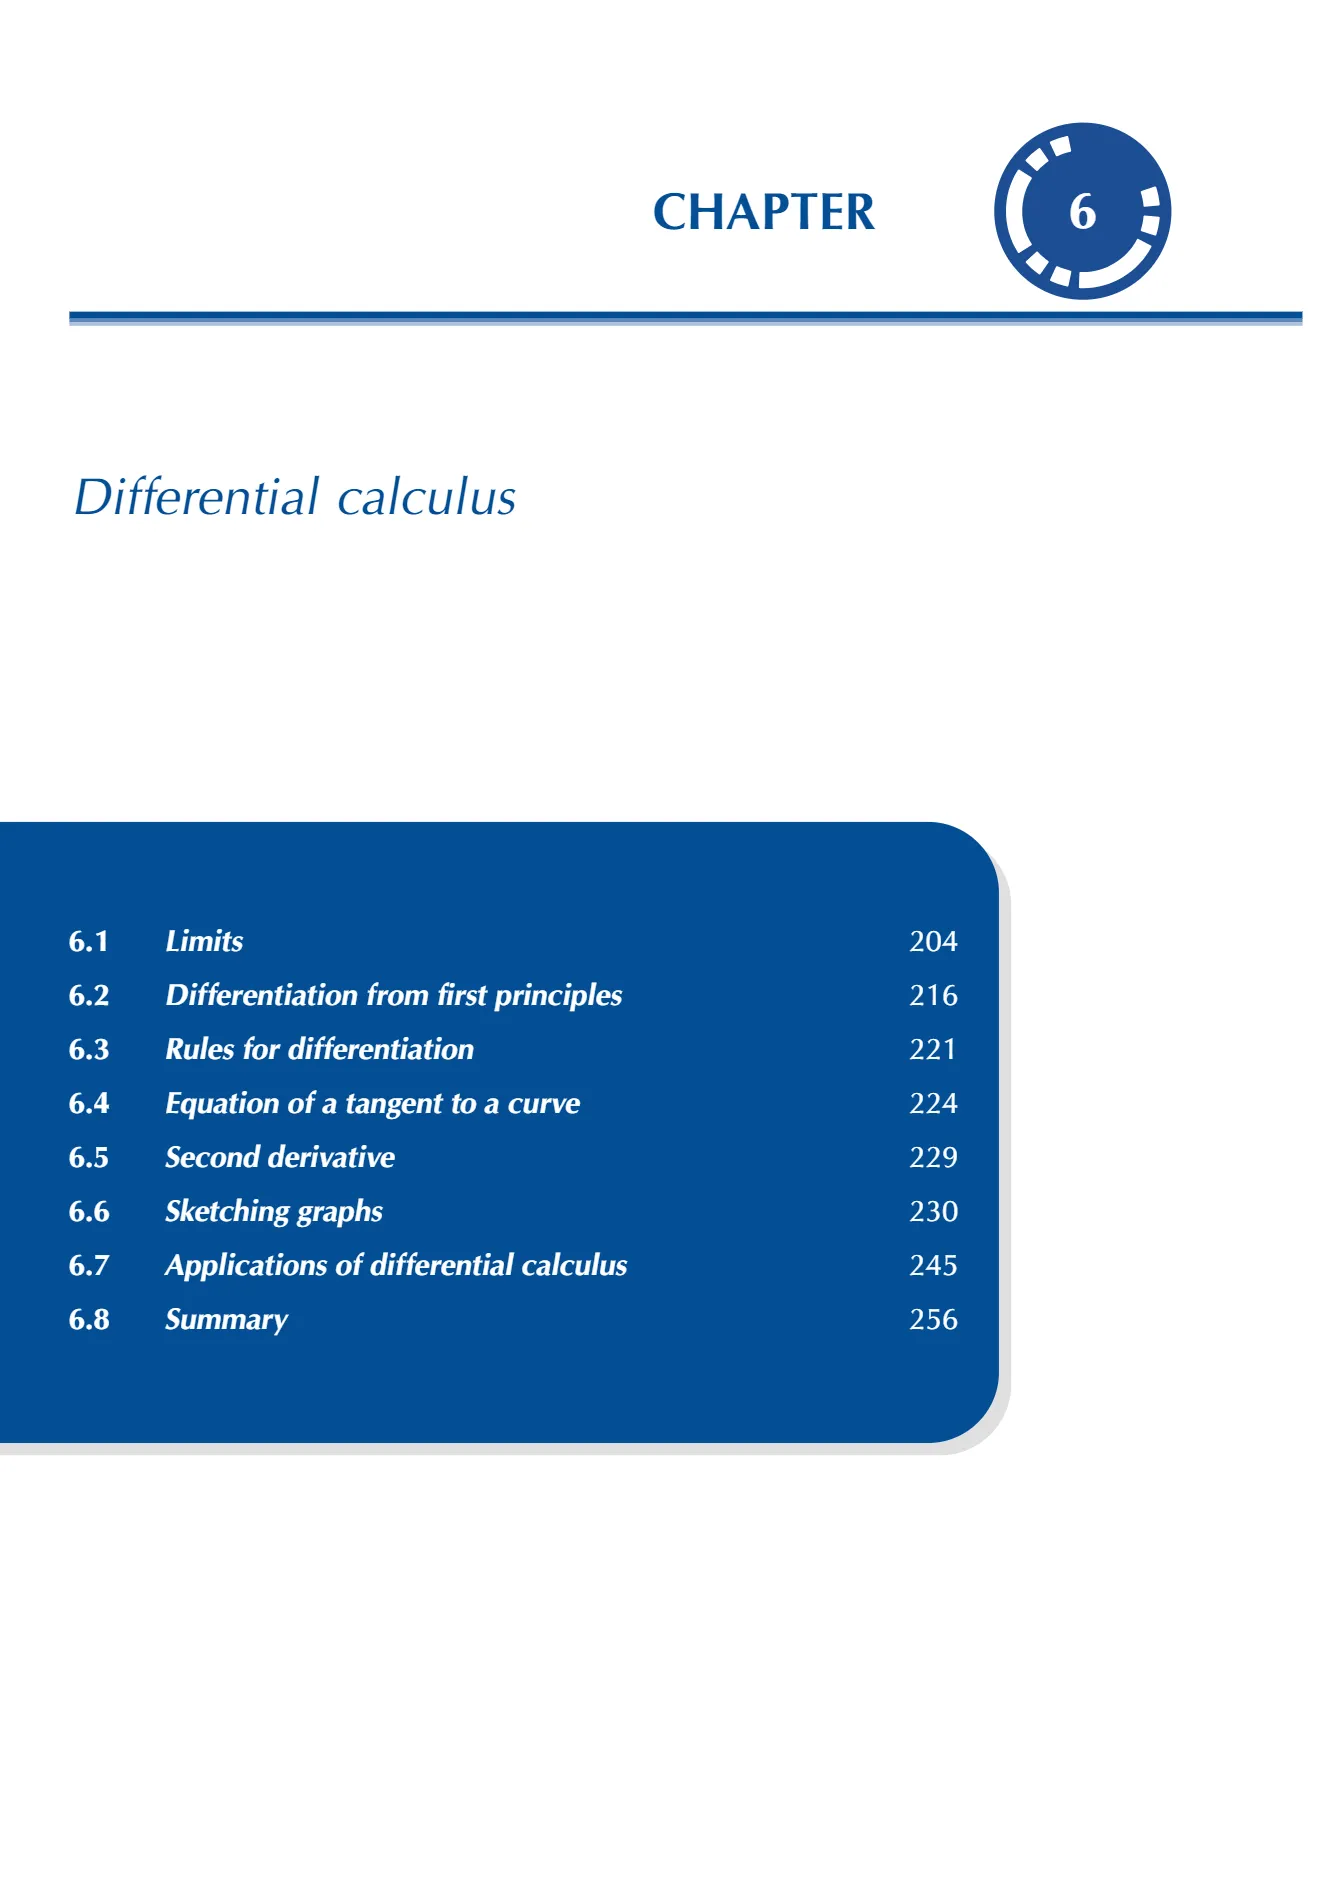 CHAPTER 6
Differential calculus
6.1 Limits 204
6.2 Differentiation from first principles 216
6.3 Rules for differentiation 221
6.4 Equation of a tangent to a curve 224
6.5 Second derivative 229
6.6 Sketching graphs 230
6.7 Applications of differential calculus 245
6.8 Summary 256